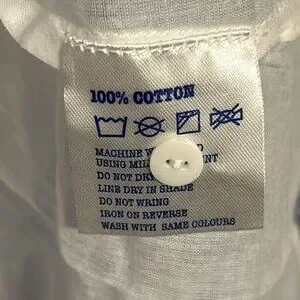 100% COTTON
MACHINE
USING MIL
DO NOT
LINE DRY IN SHADE
DO NOT WRING
IRON ON REVERSE
WASH WITH SAME COLOURS